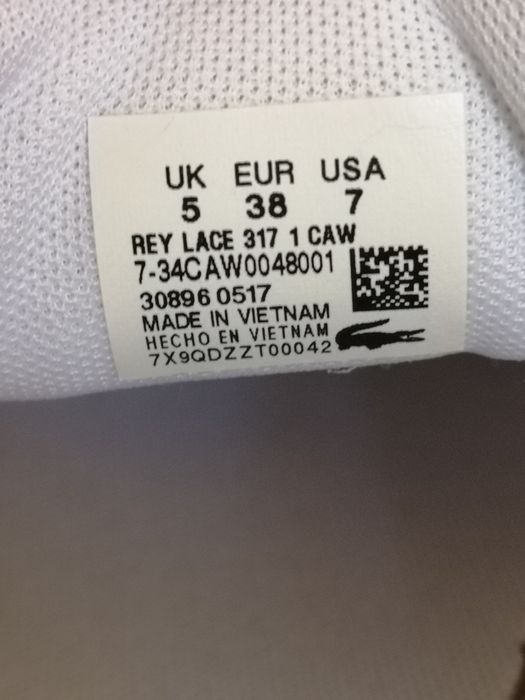 UK EUR USA
5 38 7
REY LACE 317 1 CAW
7-34CAW0048001
30896 0517
MADE IN VIETNAM
HECHO EN VIETNAM
7X9QDZZT00042